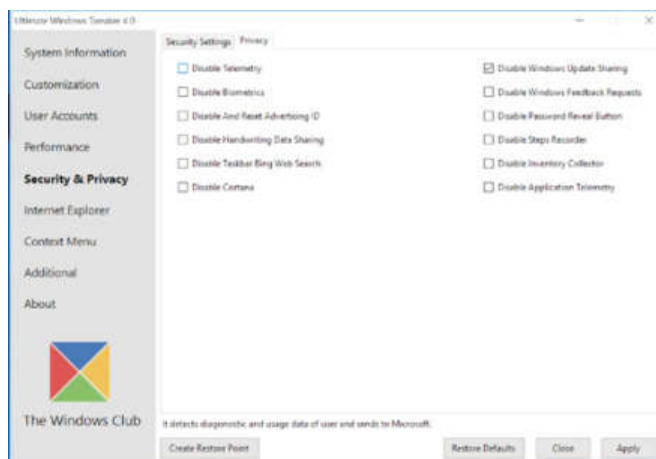 Ultimate Windows Tweaker 4.0
System Information
Customization
User Accounts
Performance
Security & Privacy
Internet Explorer
Context Menu
Additional
About
The Windows Club
Security Settings Privacy
Disable Telemetry
Disable Biometrics
Disable And Reset Advertising ID
Disable Handwriting Data Sharing
Disable Taskbar Bing Web Search
Disable Cortana
Disable Windows Update Sharing
Disable Windows Feedback Requests
Disable Password Reveal Button
Disable Steps Recorder
Disable Inventory Collector
Disable Application Telemetry
It detects diagnostic and usage data of user and sends to Microsoft.
Create Restore Point Restore Defaults Close Apply